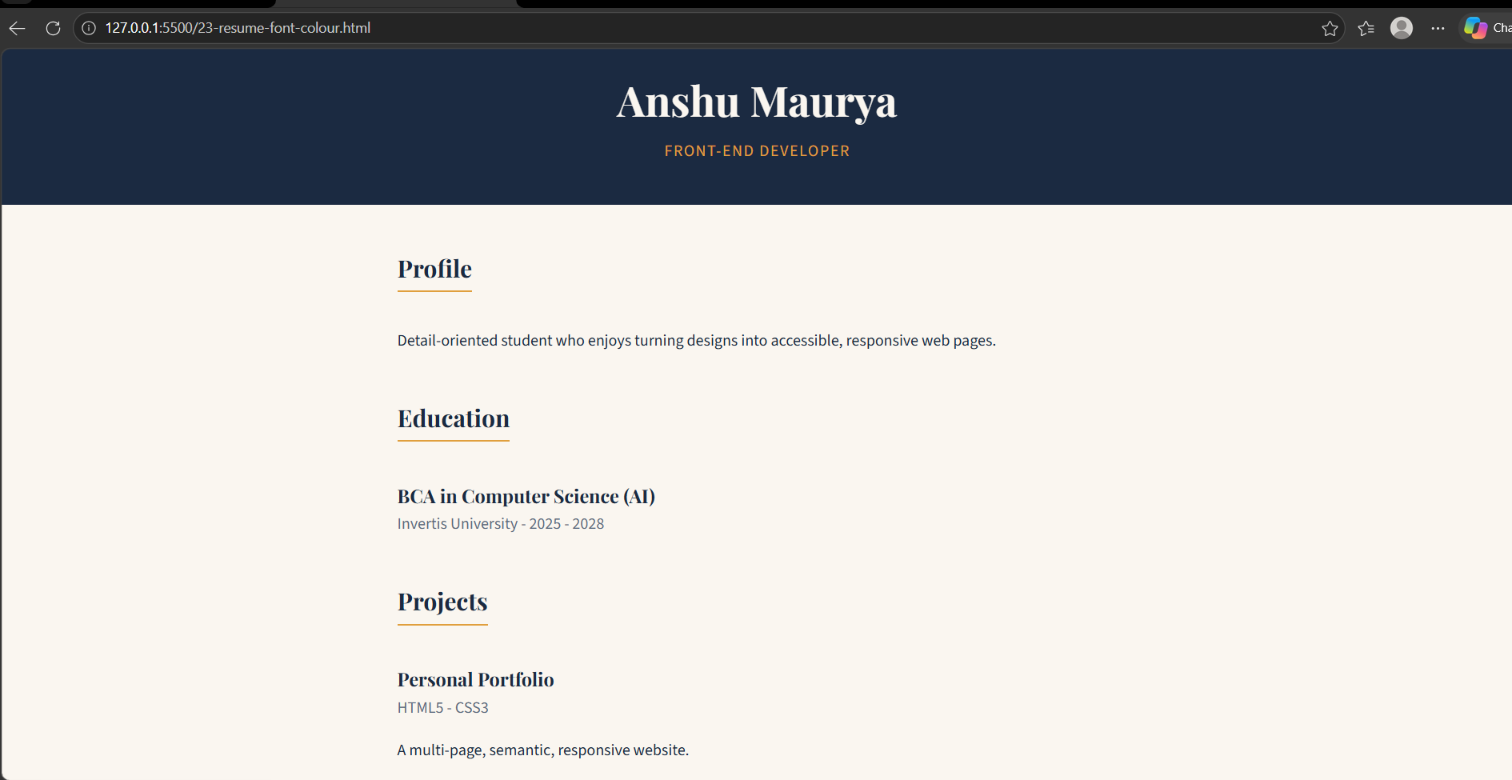 127.0.0.1:5500/23-resume-font-colour.html
Cha
Anshu Maurya
FRONT-END DEVELOPER
Profile
Detail-oriented student who enjoys turning designs into accessible, responsive web pages.
Education
BCA in Computer Science (AI)
Invertis University - 2025 - 2028
Projects
Personal Portfolio
HTML5 - CSS3
A multi-page, semantic, responsive website.